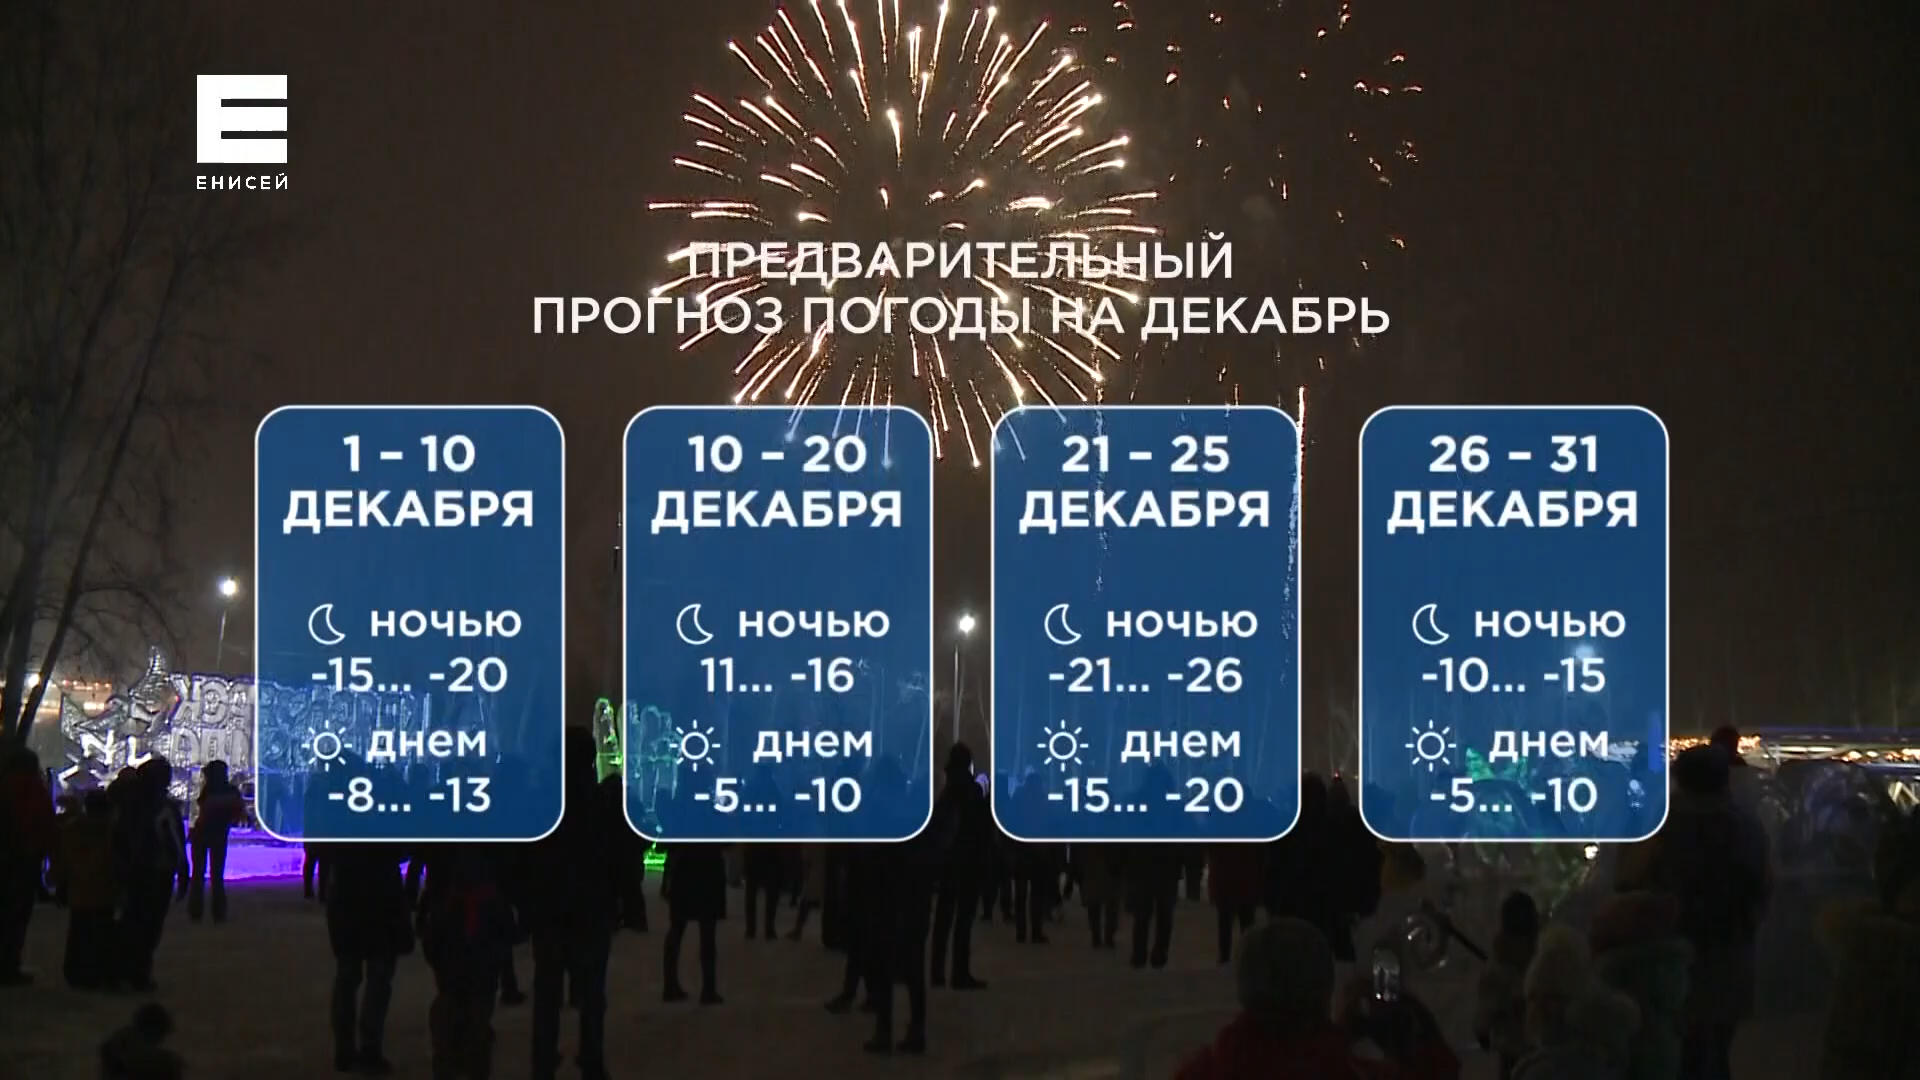 ЕНИСЕЙ
ПРЕДВАРИТЕЛЬНЫЙ
ПРОГНОЗ ПОГОДЫ НА ДЕКАБРЬ
1 – 10
ДЕКАБРЯ
НОЧЬЮ
-15... -20
днем
-8... -13
10 – 20
ДЕКАБРЯ
НОЧЬЮ
11... -16
днем
-5... -10
21 – 25
ДЕКАБРЯ
НОЧЬЮ
-21... -26
днем
-15... -20
26 – 31
ДЕКАБРЯ
НОЧЬЮ
-10... -15
днем
-5... -10